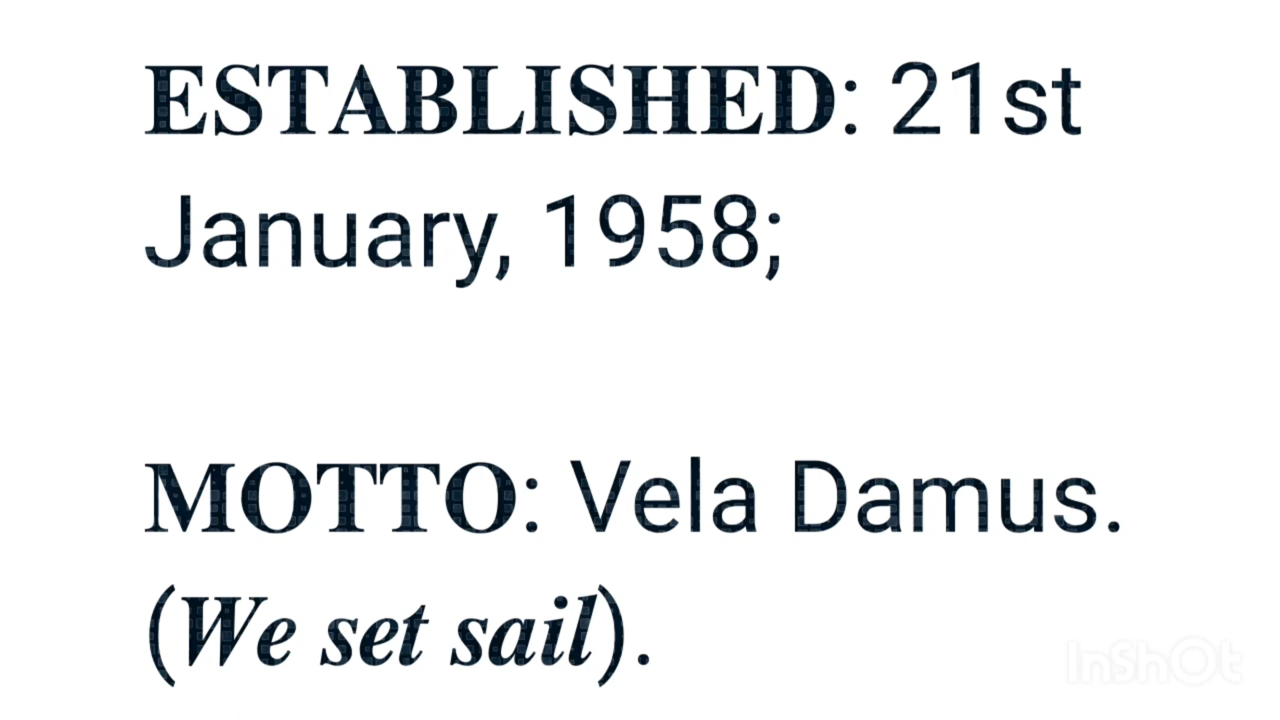 ESTABLISHED: 21st
January, 1958;
MOTTO: Vela Damus.
(We set sail).
InShOt